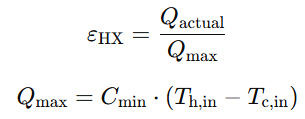 ε_HX = Q_actual / Q_max
Q_max = C_min · (T_h,in − T_c,in)